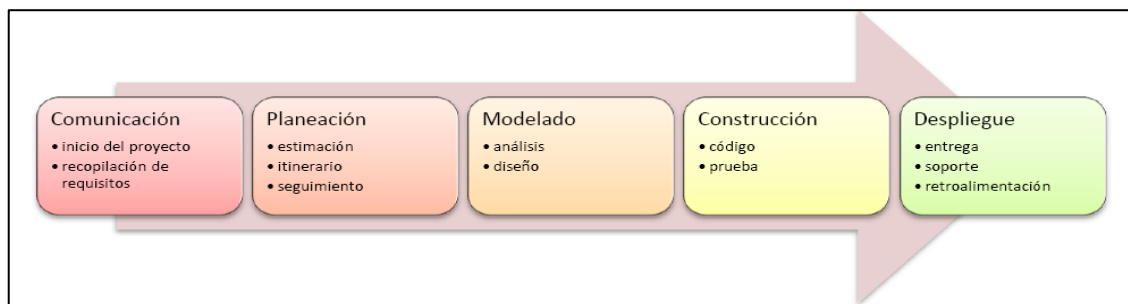 Comunicación
• inicio del proyecto
• recopilación de
requisitos
Planeación
• estimación
• itinerario
• seguimiento
Modelado
• análisis
• diseño
Construcción
• código
• prueba
Despliegue
• entrega
• soporte
• retroalimentación